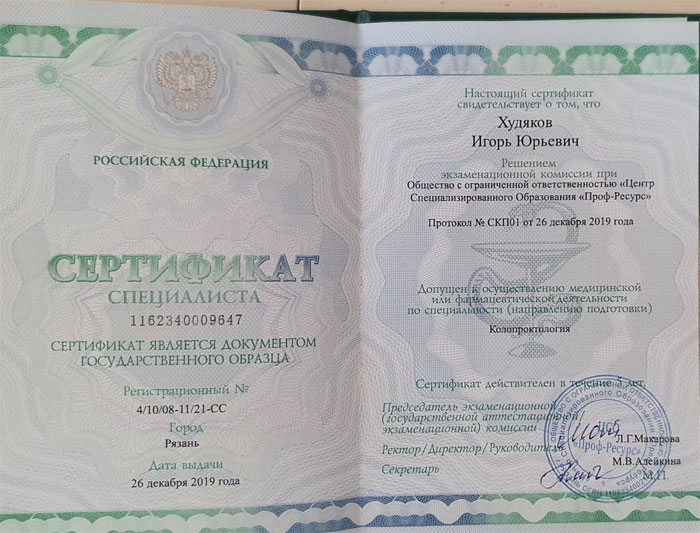 РОССИЙСКАЯ ФЕДЕРАЦИЯ
СЕРТИФИКАТ
СПЕЦИАЛИСТА
1162340009647
СЕРТИФИКАТ ЯВЛЯЕТСЯ ДОКУМЕНТОМ
ГОСУДАРСТВЕННОГО ОБРАЗЦА
Регистрационный №
4/10/08-11/21-СС
Город
Рязань
Дата выдачи
26 декабря 2019 года
Настоящий сертификат
свидетельствует о том, что
Худяков
Игорь Юрьевич
Решением
экзаменационной комиссии при
Общество с ограниченной ответственностью «Центр
Специализированного Образования «Проф-Ресурс»
Протокол № СКП01 от 26 декабря 2019 года
Допущен к осуществлению медицинской
или фармацевтической деятельности
по специальности (направлению подготовки)
Колопроктология
Сертификат действителен в течение 5 лет.
Председатель экзаменационной
(государственной аттестационной
экзаменационной) комиссии
Л.Г.Макарова
Ректор/Директор/Руководитель
М.В.Алейкина
Секретарь
М.П.
«Проф-Ресурс»